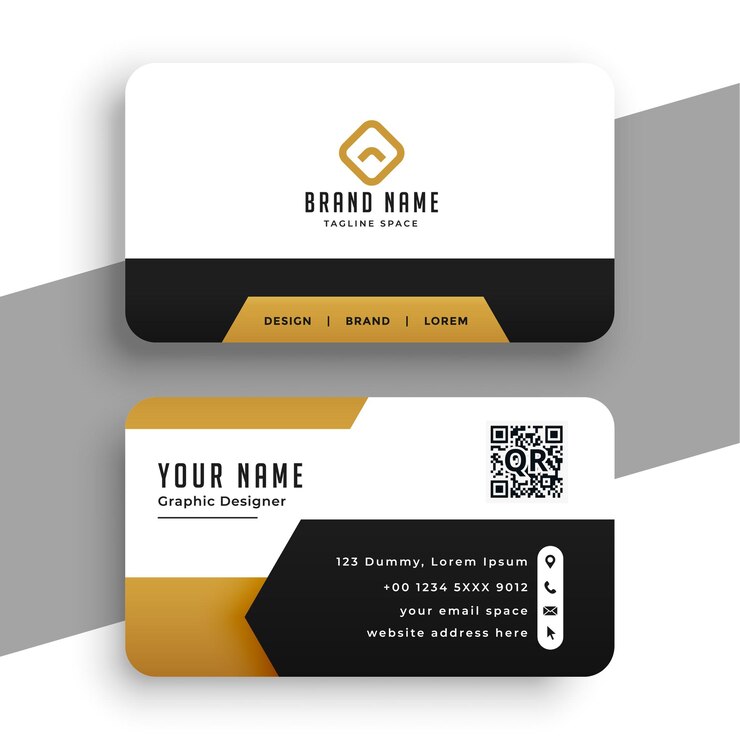 BRAND NAME
TAGLINE SPACE
DESIGN | BRAND | LOREM
YOUR NAME
Graphic Designer
QR
123 Dummy, Lorem Ipsum
+00 1234 5XXX 9012
your email space
website address here